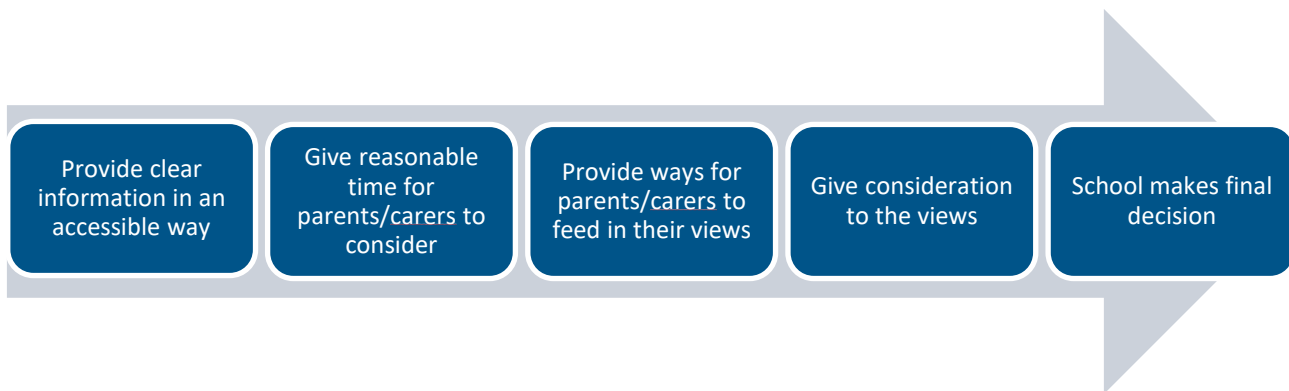 Provide clear
information in an
accessible way
Give reasonable
time for
parents/carers to
consider
Provide ways for
parents/carers to
feed in their views
Give consideration
to the views
School makes final
decision